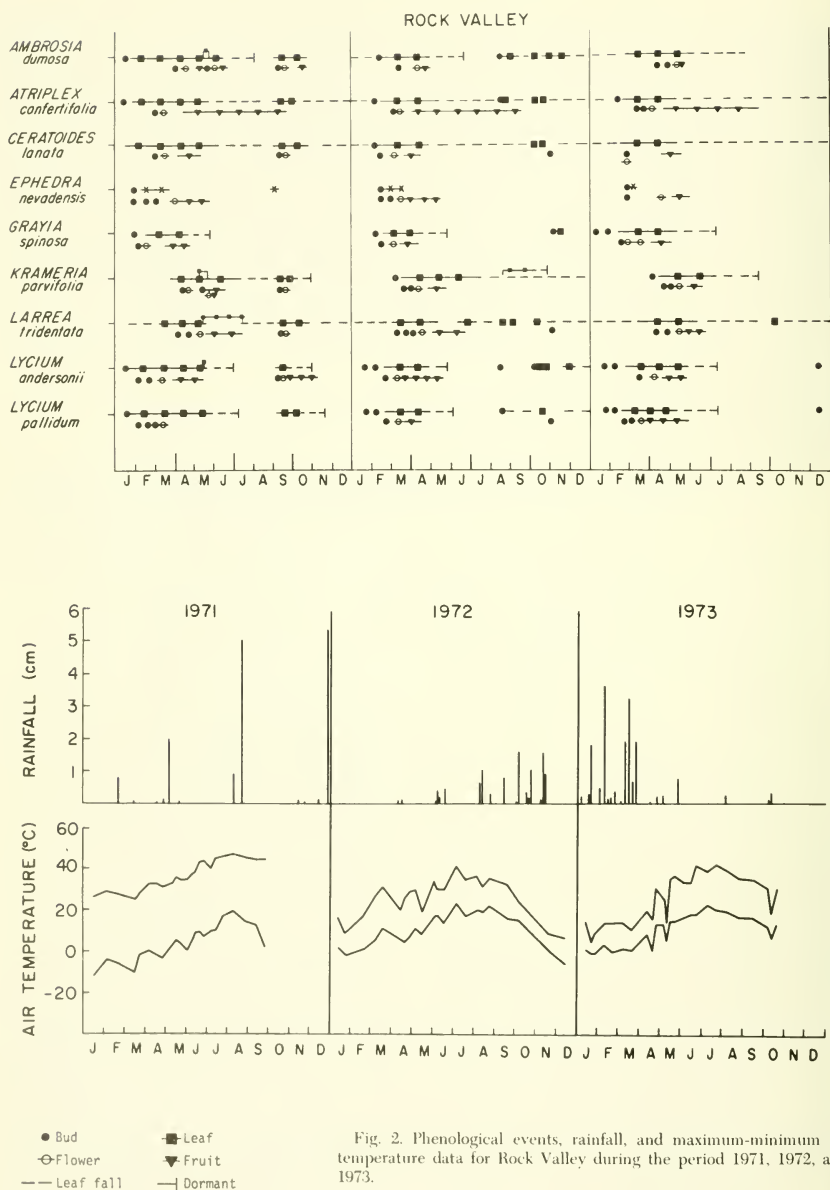 ROCK VALLEY
AMBROSIA
dumosa
ATRIPLEX
confertifolia
CERATOIDES
lanata
EPHEDRA
nevadensis
GRAYIA
spinosa
KRAMERIA
parvifolia
LARREA
tridentata
LYCIUM
andersonii
LYCIUM
pallidum
J F M A M J J A S O N D J F M A M J J A S O N D J F M A M J J A S O N D
1971 1972 1973
RAINFALL (cm)
6
5
4
3
2
1
AIR TEMPERATURE (°C)
60
40
20
0
-20
J F M A M J J A S O N D J F M A M J J A S O N D J F M A M J J A S O N D
Bud Leaf
Flower Fruit
Leaf fall Dormant
Fig. 2. Phenological events, rainfall, and maximum-minimum
temperature data for Rock Valley during the period 1971, 1972, a
1973.